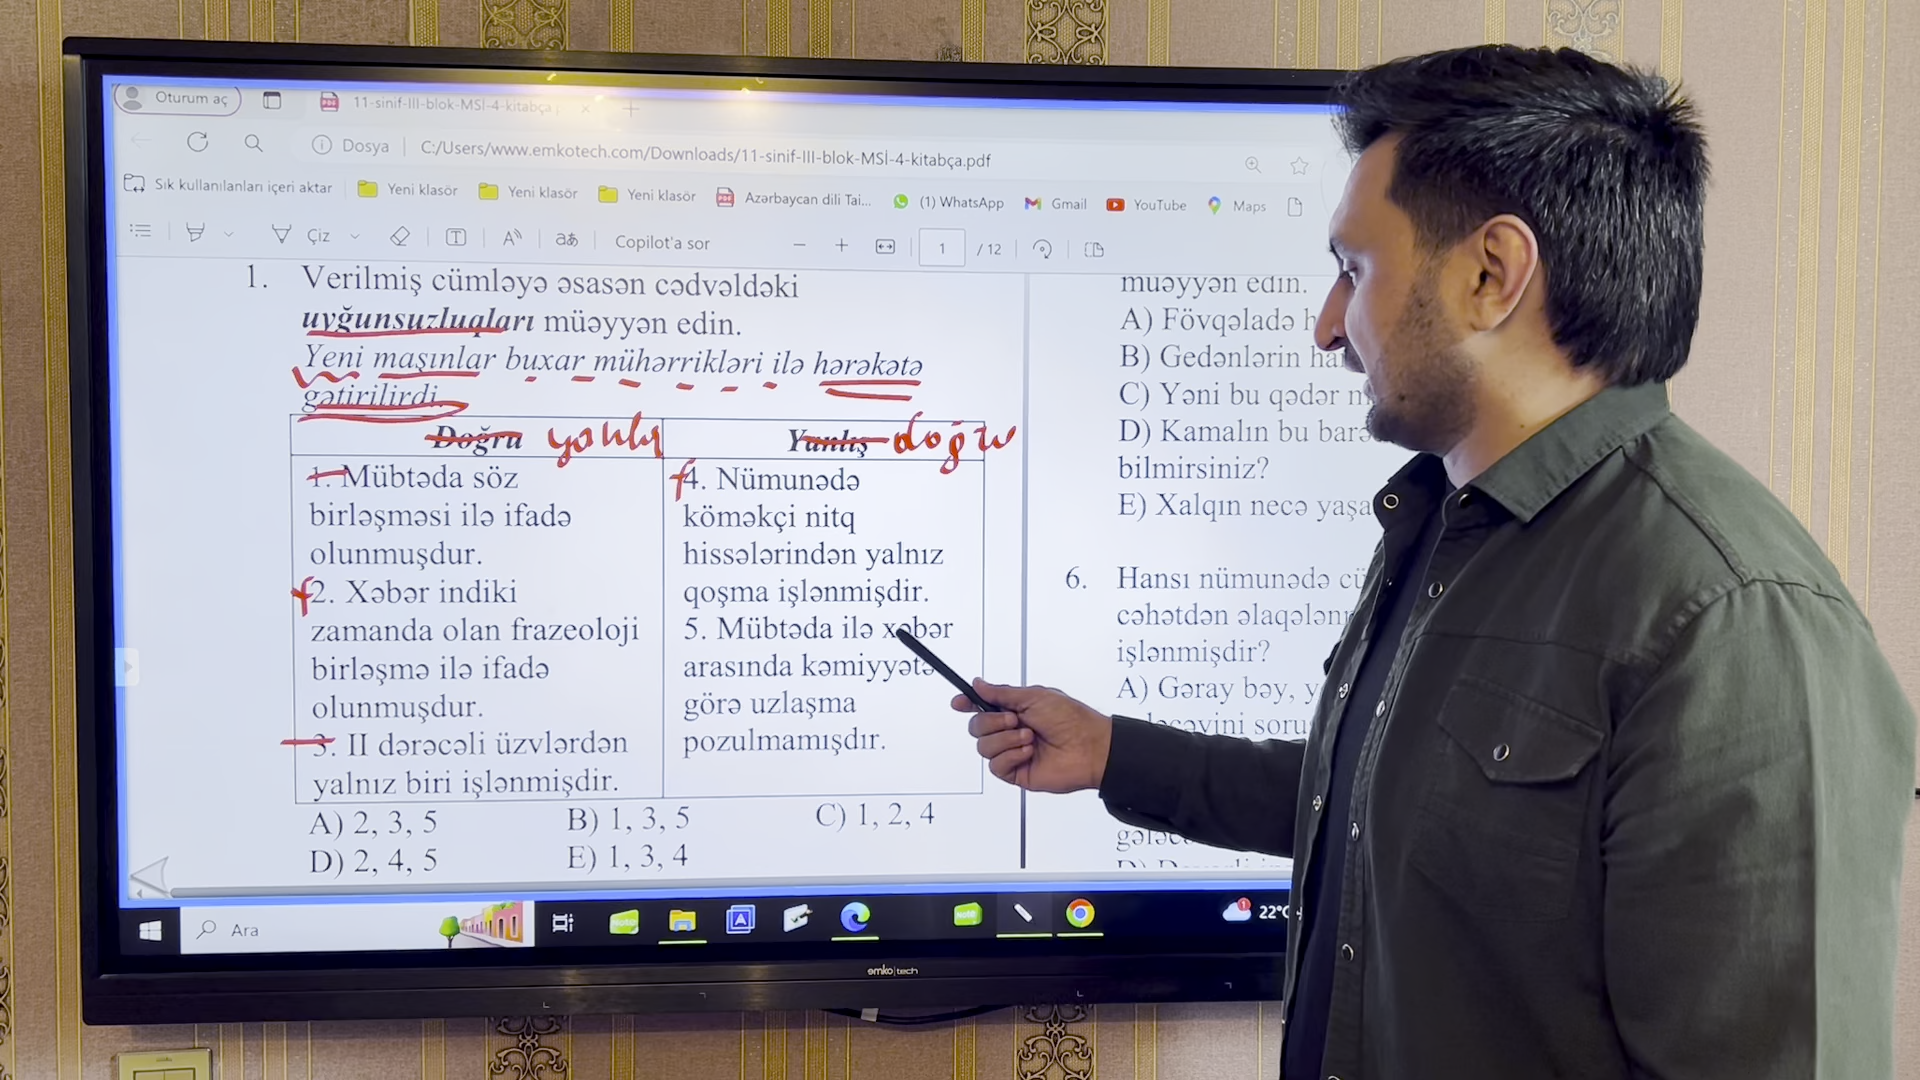 Oturum aç
11-sinif-III-blok-MSİ-4-kitabça
Dosya
C:/Users/www.emkotech.com/Downloads/11-sinif-III-blok-MSİ-4-kitabça.pdf
Sık kullanılanları içeri aktar
Yeni klasör
Yeni klasör
Yeni klasör
Azərbaycan dili Tai...
(1) WhatsApp
Gmail
YouTube
Maps
Çiz
Copilot'a sor
1 / 12
1. Verilmiş cümləyə əsasən cədvəldəki
uyğunsuzluqları müəyyən edin.
Yeni maşınlar buxar mühərrikləri ilə hərəkətə
gətirilirdi.
Doğru yanlış
Yanlış doğru
1. Mübtəda söz
birləşməsi ilə ifadə
olunmuşdur.
2. Xəbər indiki
zamanda olan frazeoloji
birləşmə ilə ifadə
olunmuşdur.
3. II dərəcəli üzvlərdən
yalnız biri işlənmişdir.
4. Nümunədə
köməkçi nitq
hissələrindən yalnız
qoşma işlənmişdir.
5. Mübtəda ilə xəbər
arasında kəmiyyətə
görə uzlaşma
pozulmamışdır.
A) 2, 3, 5
B) 1, 3, 5
C) 1, 2, 4
D) 2, 4, 5
E) 1, 3, 4
müəyyən edin.
A) Fövqəladə
B) Gedənlərin
C) Yəni bu qədər
D) Kamalın bu
bilmirsiniz?
E) Xalqın necə
6. Hansı nümunədə
cəhətdən
işlənmişdir?
A) Gəray bəy,
Ara
22°C
emko|tech